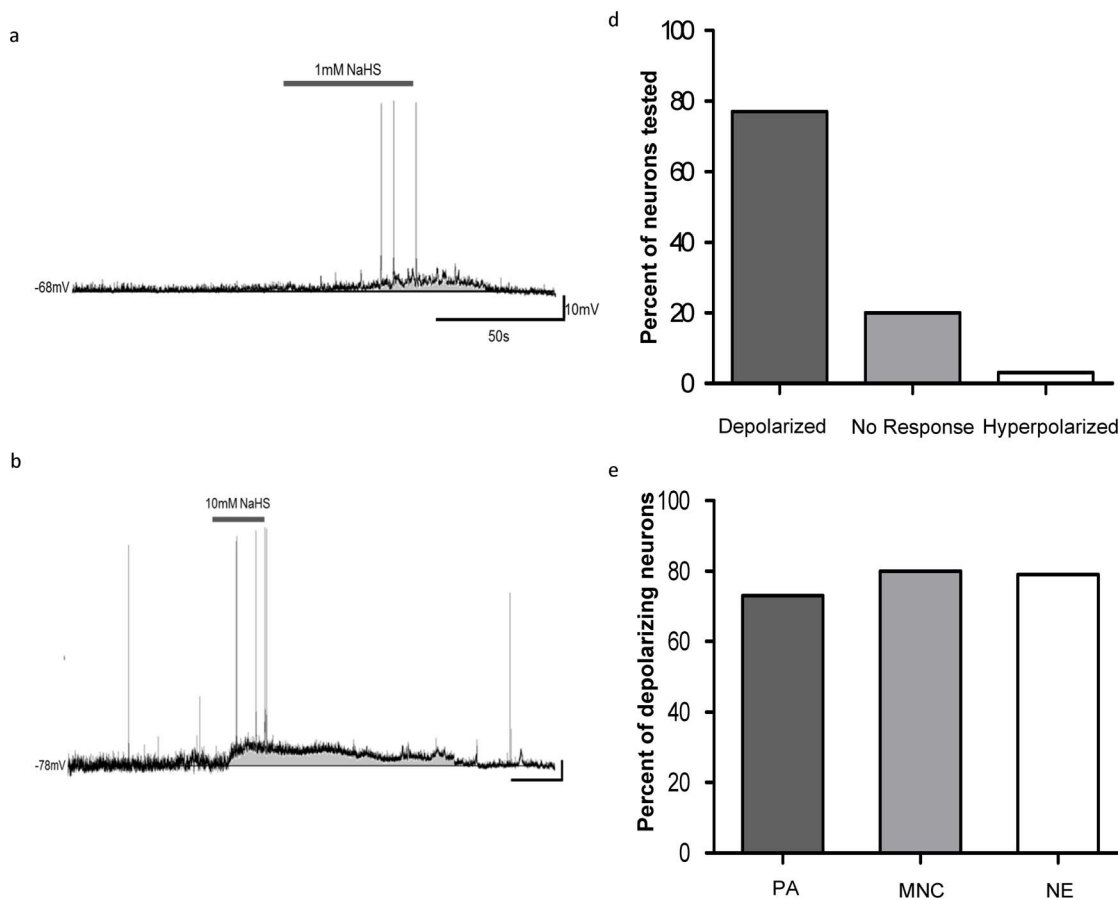 a
1mM NaHS
-68mV
10mV
50s
b
10mM NaHS
-78mV
d
Percent of neurons tested
100
80
60
40
20
0
Depolarized No Response Hyperpolarized
e
Percent of depolarizing neurons
100
80
60
40
20
0
PA MNC NE